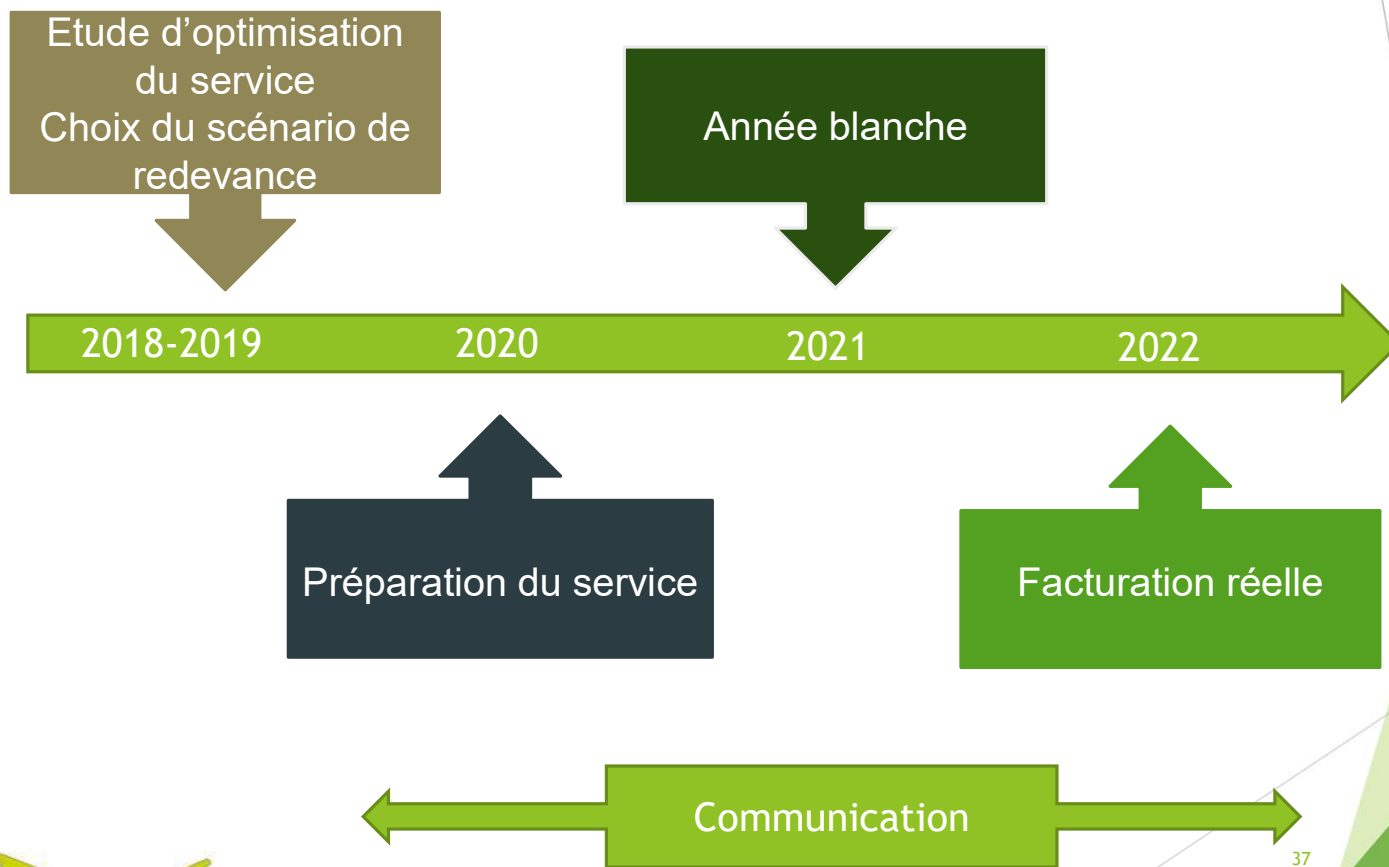 Etude d’optimisation
du service
Choix du scénario de
redevance
Année blanche
2018-2019
2020
2021
2022
Préparation du service
Facturation réelle
Communication
37